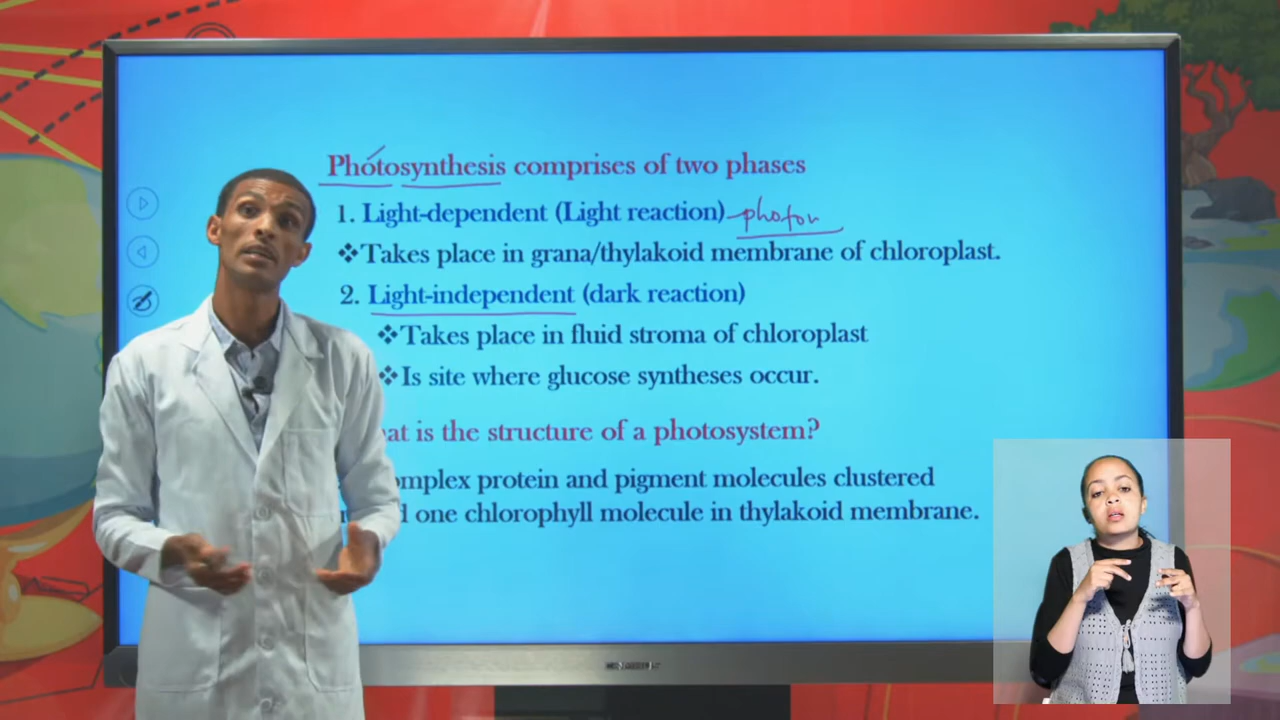 Photosynthesis comprises of two phases
1. Light-dependent (Light reaction) photon
❖Takes place in grana/thylakoid membrane of chloroplast.
2. Light-independent (dark reaction)
❖Takes place in fluid stroma of chloroplast
❖Is site where glucose syntheses occur.
at is the structure of a photosystem?
omplex protein and pigment molecules clustered
one chlorophyll molecule in thylakoid membrane.